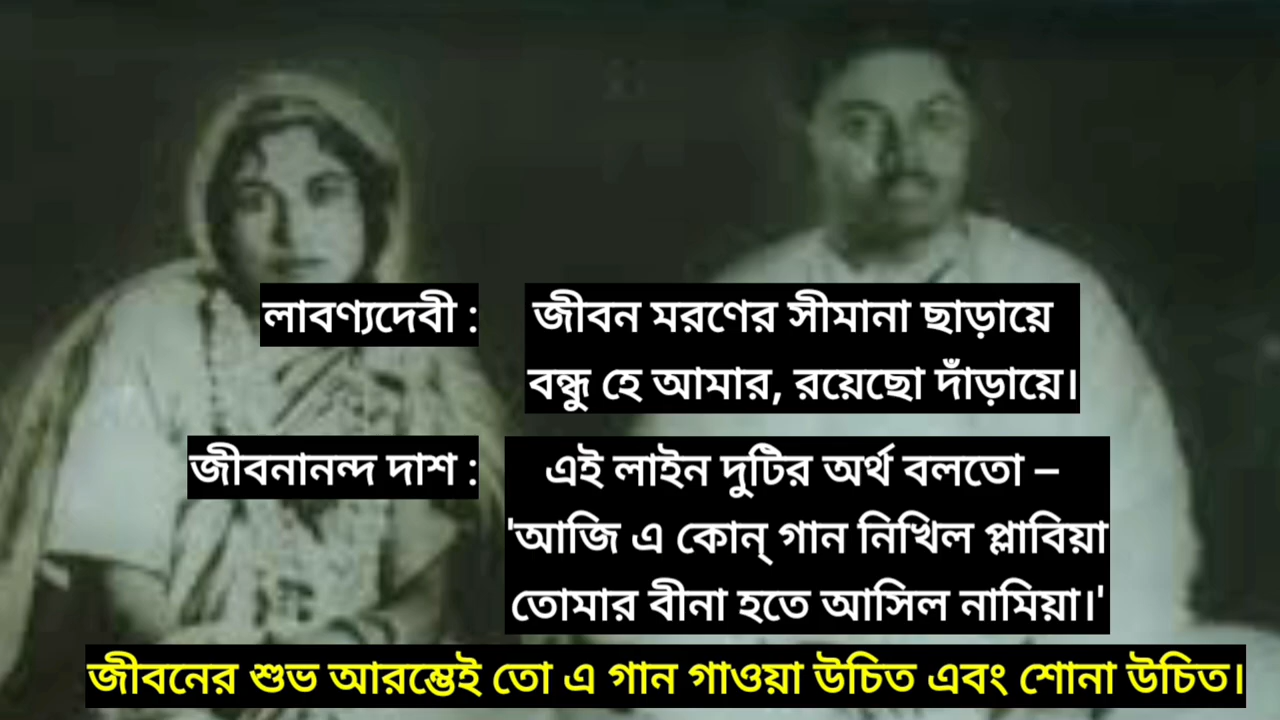 লাবণ্যদেবী : জীবন মরণের সীমানা ছাড়ায়ে
বন্ধু হে আমার, রয়েছো দাঁড়ায়ে।
জীবনানন্দ দাশ : এই লাইন দুটির অর্থ বলতো –
'আজি এ কোন্ গান নিখিল প্লাবিয়া
তোমার বীনা হতে আসিল নামিয়া।'
জীবনের শুভ আরম্ভেই তো এ গান গাওয়া উচিত এবং শোনা উচিত।